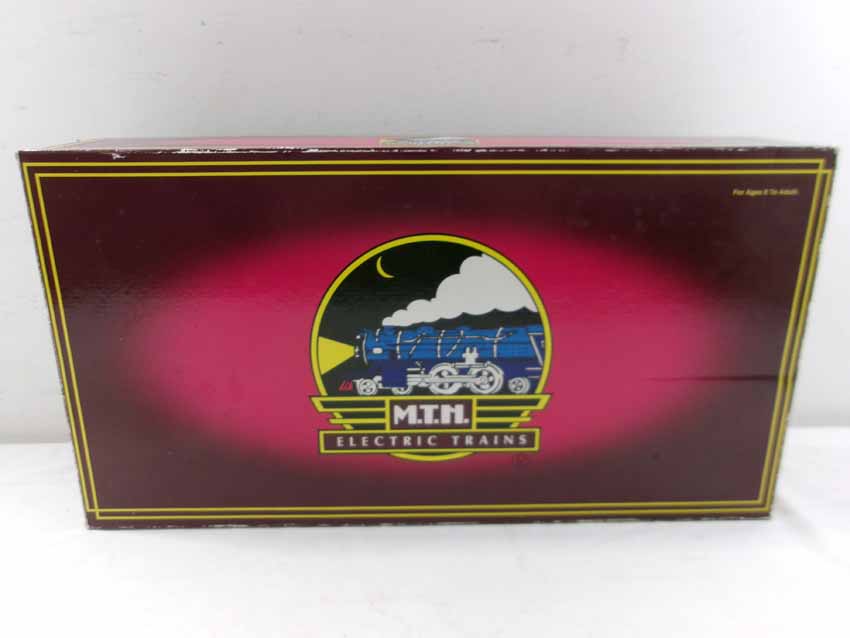 For Ages 8 To Adult
M.T.H.
ELECTRIC TRAINS